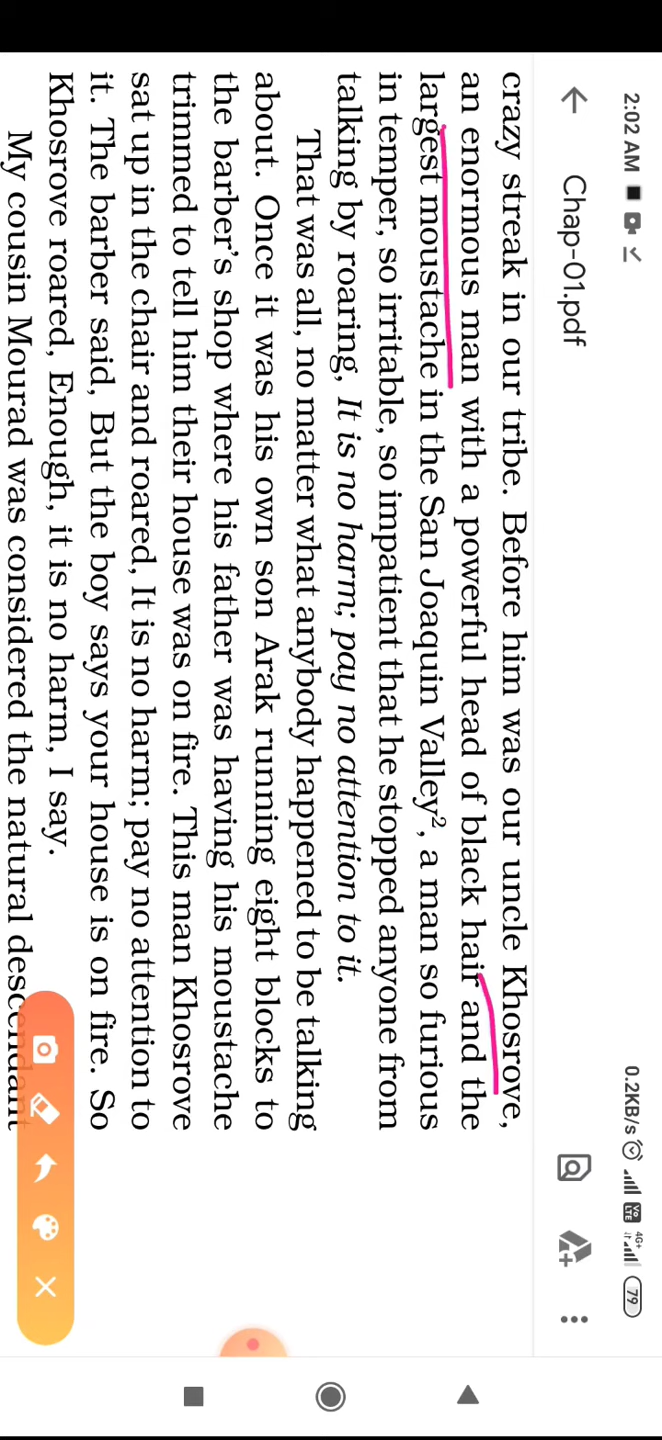 2:02 AM
0.2KB/s
Vo LTE
4G+
79
Chap-01.pdf
crazy streak in our tribe. Before him was our uncle Khosrove,
an enormous man with a powerful head of black hair and the
largest moustache in the San Joaquin Valley², a man so furious
in temper, so irritable, so impatient that he stopped anyone from
talking by roaring, It is no harm; pay no attention to it.
That was all, no matter what anybody happened to be talking
about. Once it was his own son Arak running eight blocks to
the barber's shop where his father was having his moustache
trimmed to tell him their house was on fire. This man Khosrove
sat up in the chair and roared, It is no harm; pay no attention to
it. The barber said, But the boy says your house is on fire. So
Khosrove roared, Enough, it is no harm, I say.
My cousin Mourad was considered the natural descendant